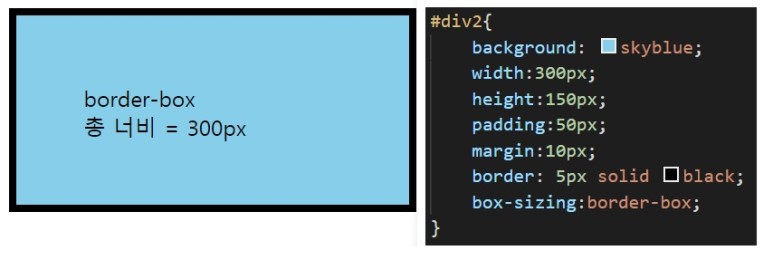 border-box
총 너비 = 300px
#div2{
background: skyblue;
width:300px;
height:150px;
padding:50px;
margin:10px;
border: 5px solid black;
box-sizing:border-box;
}